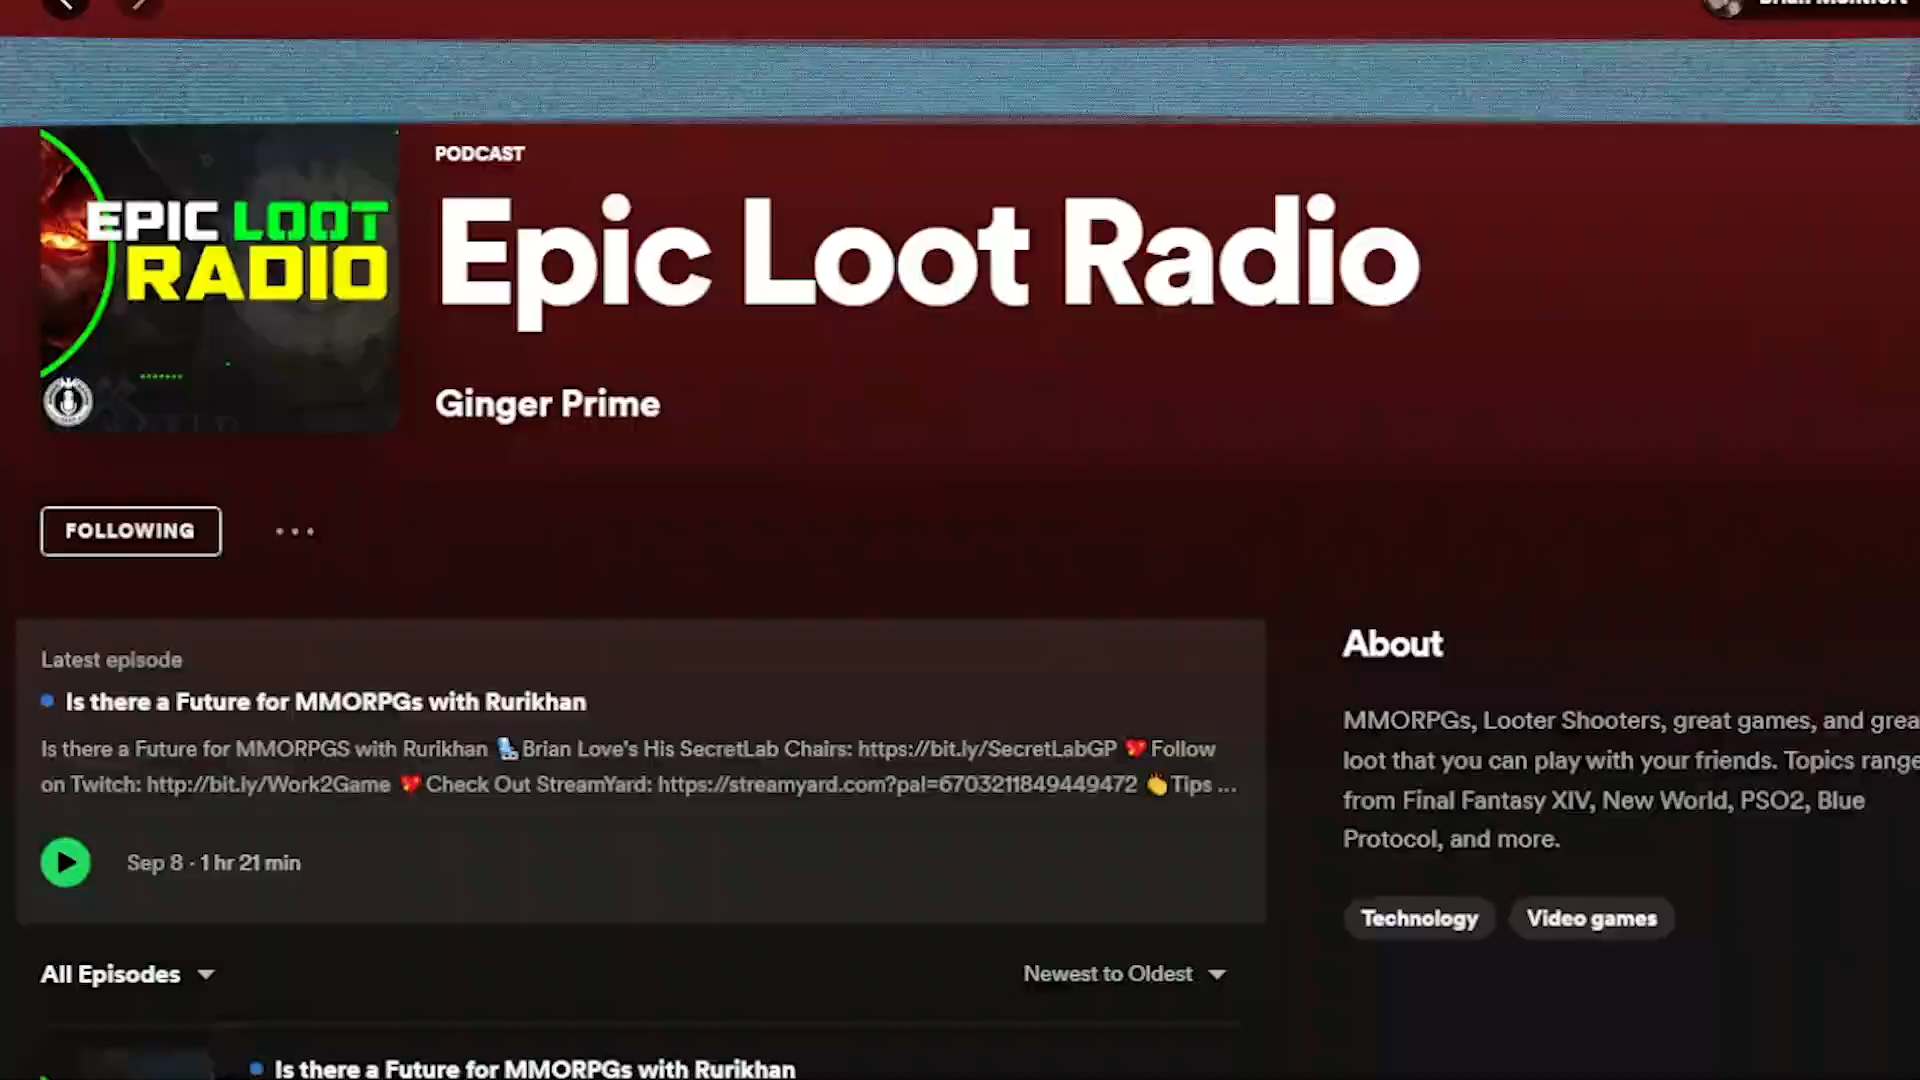 PODCAST
Epic Loot Radio
EPIC LOOT
RADIO
Ginger Prime
FOLLOWING
Latest episode
Is there a Future for MMORPGs with Rurikhan
Is there a Future for MMORPGS with Rurikhan 💺Brian Love's His SecretLab Chairs: https://bit.ly/SecretLabGP 💖Follow
on Twitch: http://bit.ly/Work2Game 💖Check Out StreamYard: https://streamyard.com?pal=6703211849449472 👏Tips ...
Sep 8 · 1 hr 21 min
About
MMORPGs, Looter Shooters, great games, and grea
loot that you can play with your friends. Topics range
from Final Fantasy XIV, New World, PSO2, Blue
Protocol, and more.
Technology
Video games
All Episodes
Newest to Oldest
Is there a Future for MMORPGs with Rurikhan